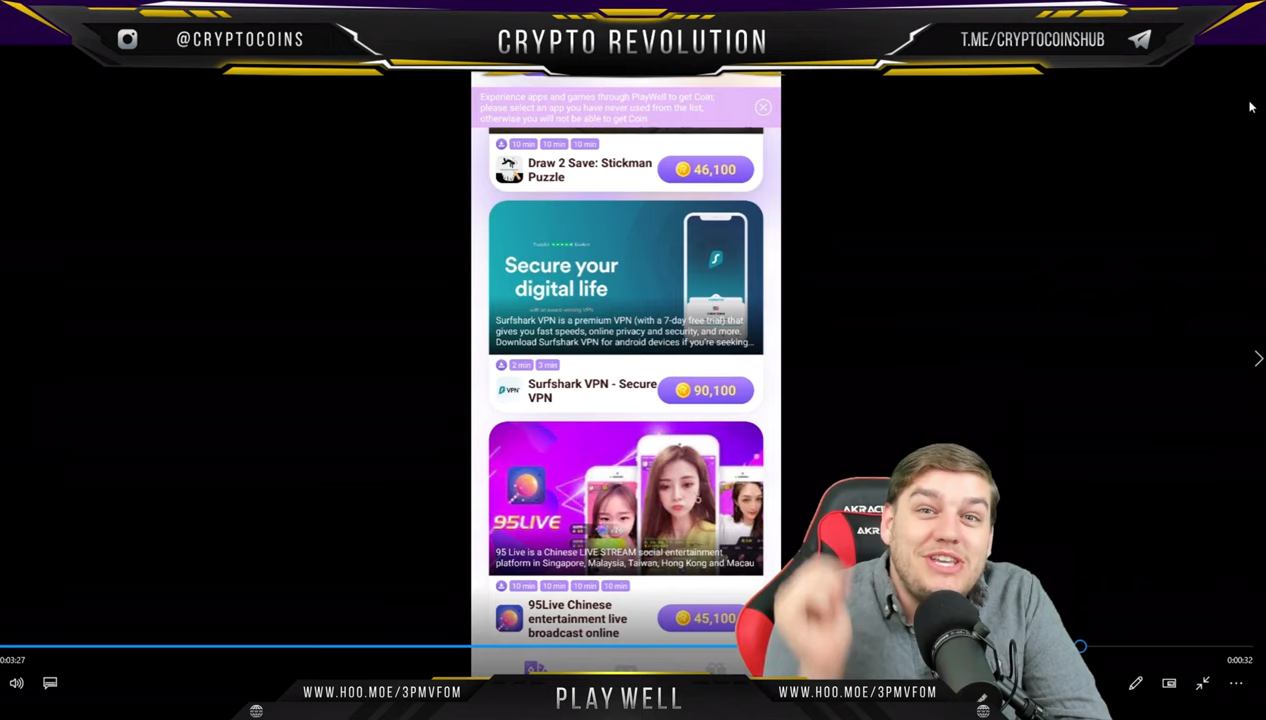 @CRYPTOCOINS
CRYPTO REVOLUTION
T.ME/CRYPTOCOINSHUB
Experience apps and games through PlayWell to get Coin;
please select an app you have never used from the list,
otherwise you will not be able to get Coin
10 min 10 min 10 min
Draw 2 Save: Stickman
Puzzle
46,100
Secure your
digital life
Surfshark VPN is a premium VPN (with a 7-day free trial) that
gives you fast speeds, online privacy and security, and more.
Download Surfshark VPN for android devices if you're seeking...
2 min 3 min
VPN
Surfshark VPN - Secure
VPN
90,100
95LIVE
95 Live is a Chinese LIVE STREAM social entertainment
platform in Singapore, Malaysia, Taiwan, Hong Kong and Macau
10 min 10 min 10 min 10 min
95Live Chinese
entertainment live
broadcast online
45,100
AKRAC
AKR
0:03:27
0:00:32
WWW.HOO.MOE/3PMVFOM
PLAY WELL
WWW.HOO.MOE/3PMVFOM